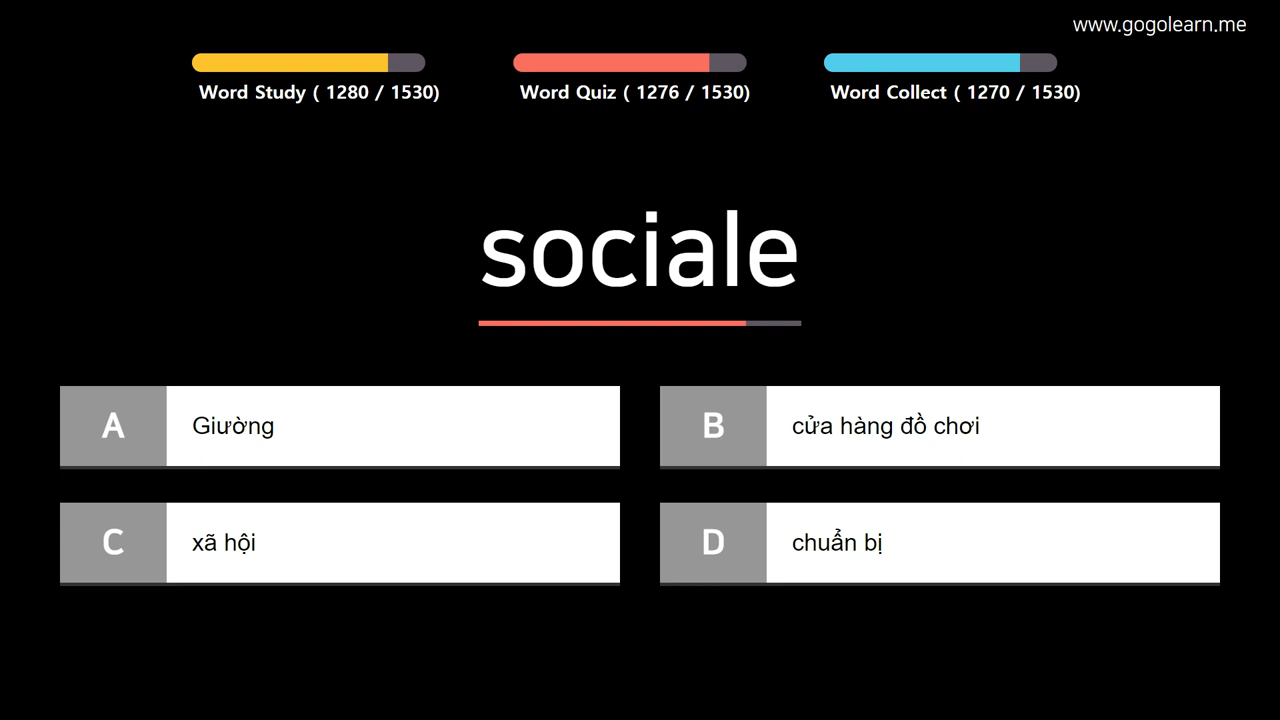 www.gogolearn.me
Word Study ( 1280 / 1530)
Word Quiz ( 1276 / 1530)
Word Collect ( 1270 / 1530)
sociale
A Giường
B cửa hàng đồ chơi
C xã hội
D chuẩn bị